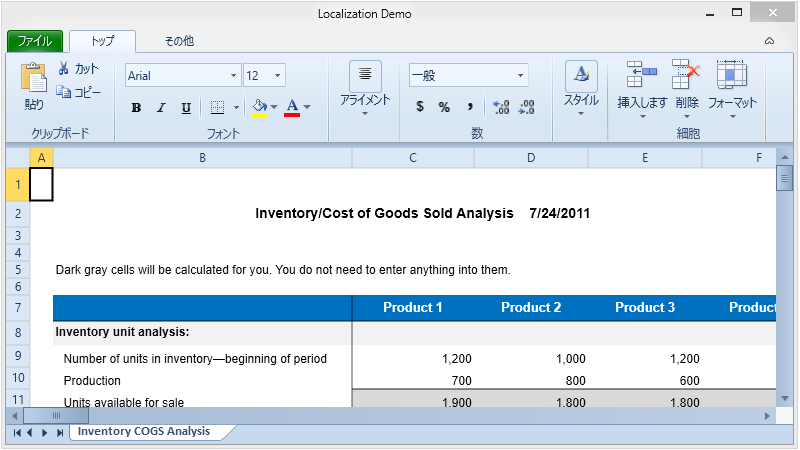 Localization Demo
ファイル トップ その他
貼り カット コピー Arial 12 B I U A アライメント 一般 $ % , スタイル 挿入します 削除 フォーマット
クリップボード フォント 数 細胞
A B C D E F
1
2 Inventory/Cost of Goods Sold Analysis 7/24/2011
3
4
5 Dark gray cells will be calculated for you. You do not need to enter anything into them.
6
7 Product 1 Product 2 Product 3 Product
8 Inventory unit analysis:
9 Number of units in inventory—beginning of period 1,200 1,000 1,200
10 Production 700 800 600
11 Units available for sale 1,900 1,800 1,800
Inventory COGS Analysis